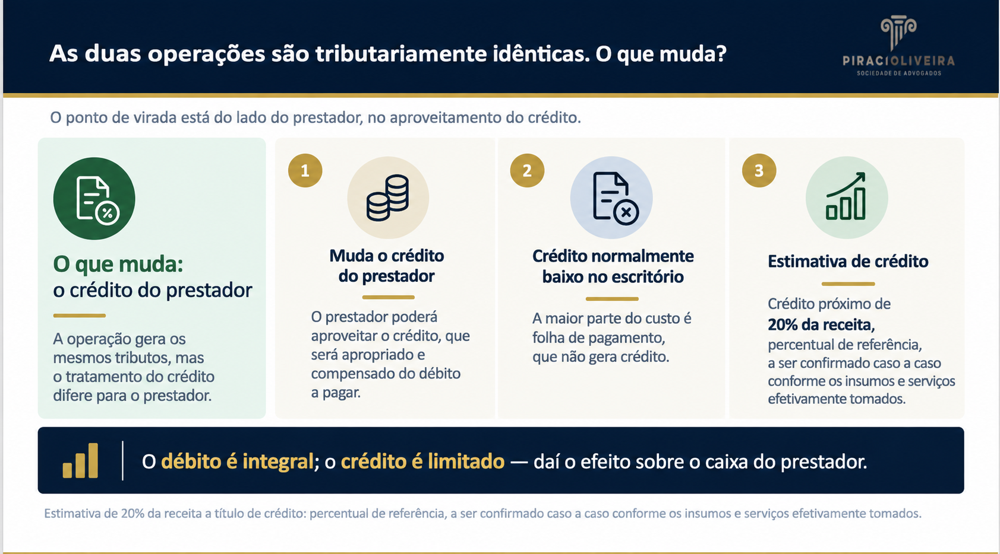 As duas operações são tributariamente idênticas. O que muda?
PIRACIOLIVEIRA
SOCIEDADE DE ADVOGADOS
O ponto de virada está do lado do prestador, no aproveitamento do crédito.
%
O que muda:
o crédito do prestador
A operação gera os
mesmos tributos, mas
o tratamento do crédito
difere para o prestador.
1
Muda o crédito
do prestador
O prestador poderá
aproveitar o crédito, que
será apropriado e
compensado do débito
a pagar.
2
Crédito normalmente
baixo no escritório
A maior parte do custo é
folha de pagamento,
que não gera crédito.
3
Estimativa de crédito
Crédito próximo de
20% da receita,
percentual de referência,
a ser confirmado caso a caso
conforme os insumos e serviços
efetivamente tomados.
O débito é integral; o crédito é limitado — daí o efeito sobre o caixa do prestador.
Estimativa de 20% da receita a título de crédito: percentual de referência, a ser confirmado caso a caso conforme os insumos e serviços efetivamente tomados.